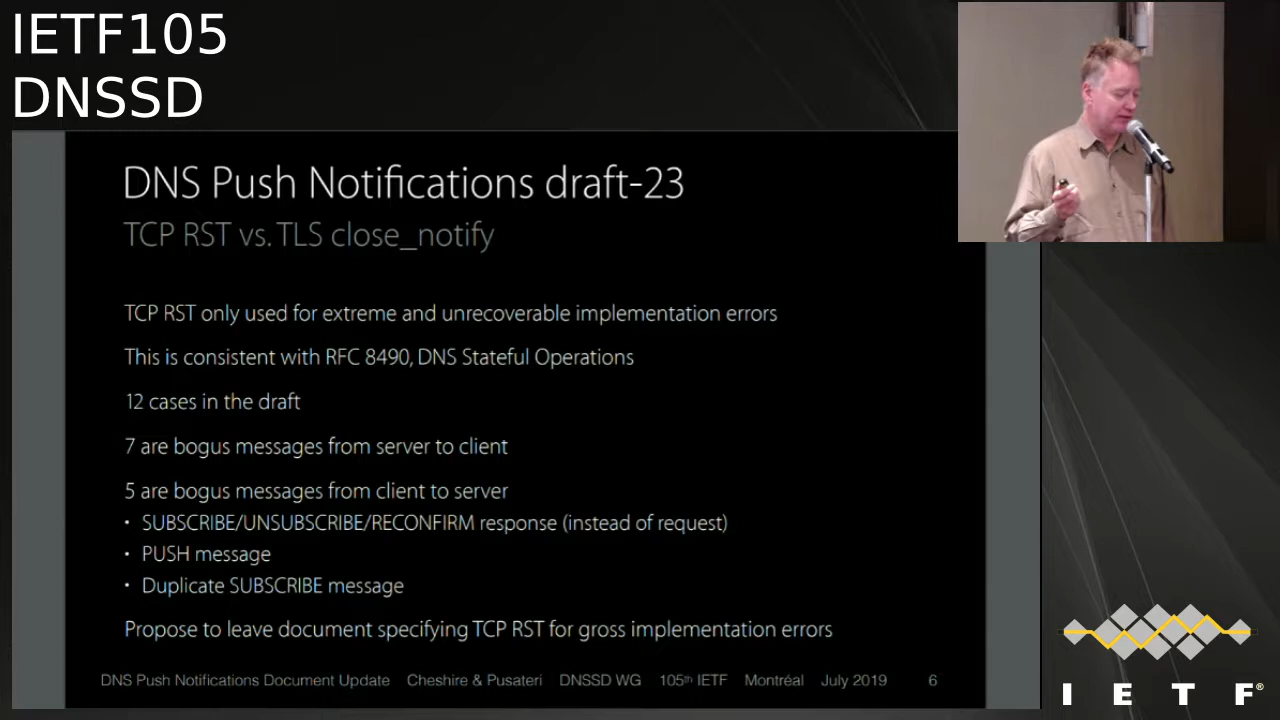 IETF105
DNSSD
DNS Push Notifications draft-23
TCP RST vs. TLS close_notify
TCP RST only used for extreme and unrecoverable implementation errors
This is consistent with RFC 8490, DNS Stateful Operations
12 cases in the draft
7 are bogus messages from server to client
5 are bogus messages from client to server
• SUBSCRIBE/UNSUBSCRIBE/RECONFIRM response (instead of request)
• PUSH message
• Duplicate SUBSCRIBE message
Propose to leave document specifying TCP RST for gross implementation errors
DNS Push Notifications Document Update Cheshire & Pusateri DNSSD WG 105th IETF Montréal July 2019 6
I E T F®